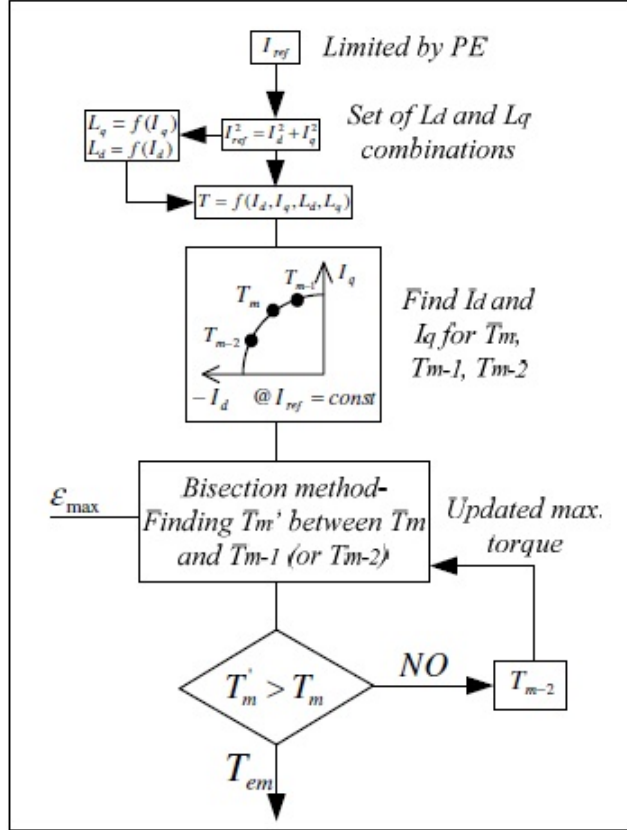 I_ref
Limited by PE
L_q = f(I_q)
L_d = f(I_d)
I_ref^2 = I_d^2 + I_q^2
Set of Ld and Lq
combinations
T = f(I_d, I_q, L_d, L_q)
I_q
T_m-1
T_m
T_m-2
-I_d @ I_ref = const
Find Id and
Iq for Tm,
Tm-1, Tm-2
ε_max
Bisection method-
Finding Tm' between Tm
and Tm-1 (or Tm-2)
Updated max.
torque
T_m' > T_m
NO
T_m-2
T_em